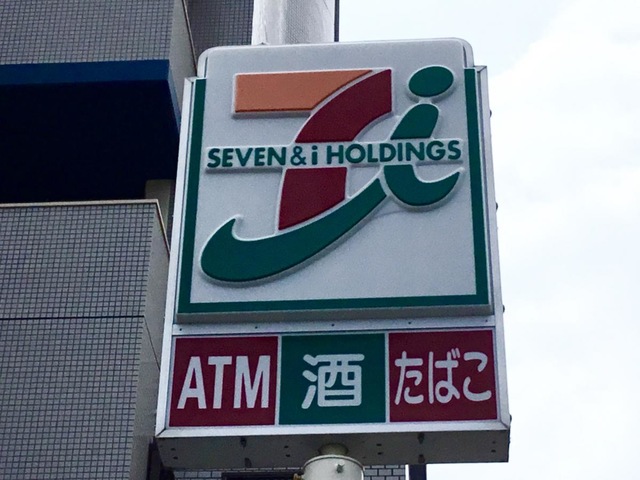 SEVEN & i HOLDINGS
ATM 酒 たばこ